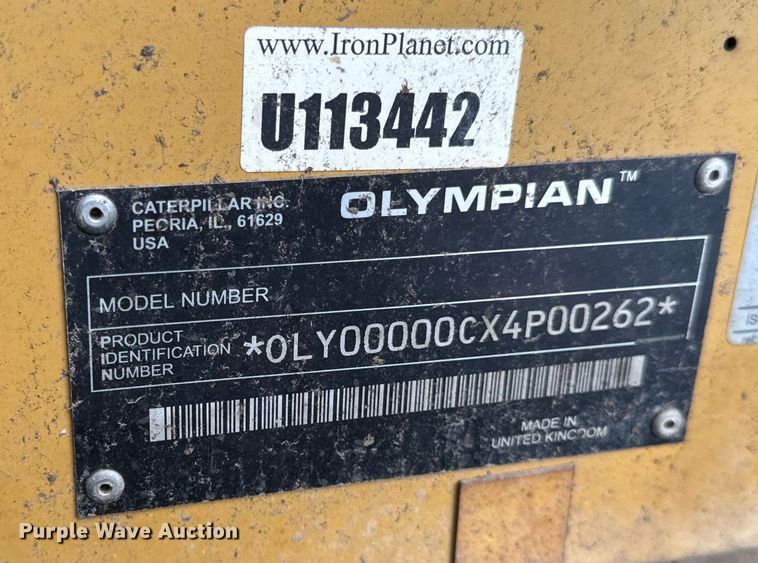 www.IronPlanet.com
U113442
CATERPILLAR INC.
PEORIA, IL., 61629
USA
OLYMPIAN™
MODEL NUMBER
PRODUCT
IDENTIFICATION
NUMBER
*OLY00000CX4P00262*
MADE IN
UNITED KINGDOM
Purple Wave Auction